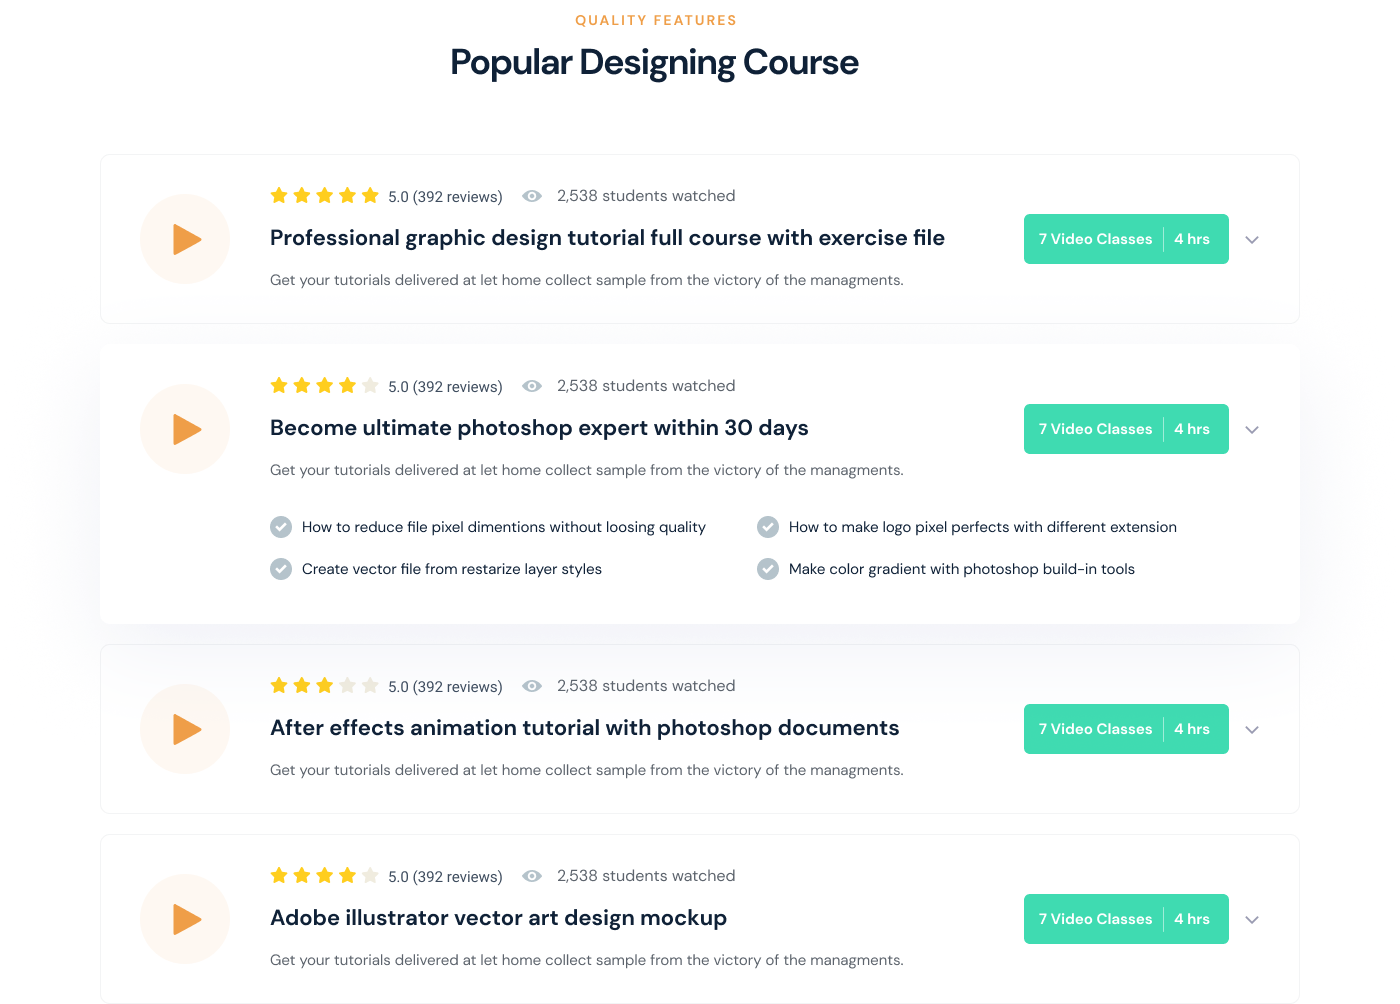 QUALITY FEATURES
Popular Designing Course
5.0 (392 reviews) 2,538 students watched
Professional graphic design tutorial full course with exercise file
Get your tutorials delivered at let home collect sample from the victory of the managments.
7 Video Classes 4 hrs
5.0 (392 reviews) 2,538 students watched
Become ultimate photoshop expert within 30 days
Get your tutorials delivered at let home collect sample from the victory of the managments.
7 Video Classes 4 hrs
How to reduce file pixel dimentions without loosing quality
How to make logo pixel perfects with different extension
Create vector file from restarize layer styles
Make color gradient with photoshop build-in tools
5.0 (392 reviews) 2,538 students watched
After effects animation tutorial with photoshop documents
Get your tutorials delivered at let home collect sample from the victory of the managments.
7 Video Classes 4 hrs
5.0 (392 reviews) 2,538 students watched
Adobe illustrator vector art design mockup
Get your tutorials delivered at let home collect sample from the victory of the managments.
7 Video Classes 4 hrs